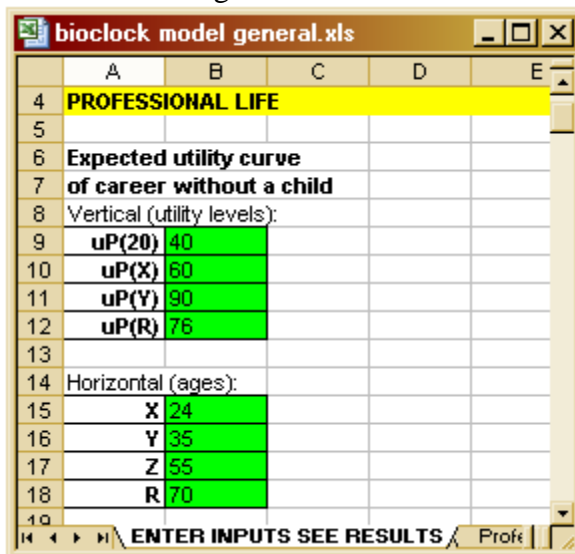 bioclock model general.xls
A B C D E
4 PROFESSIONAL LIFE
5
6 Expected utility curve
7 of career without a child
8 Vertical (utility levels):
9 uP(20) 40
10 uP(X) 60
11 uP(Y) 90
12 uP(R) 76
13
14 Horizontal (ages):
15 X 24
16 Y 35
17 Z 55
18 R 70
19
ENTER INPUTS SEE RESULTS Profe